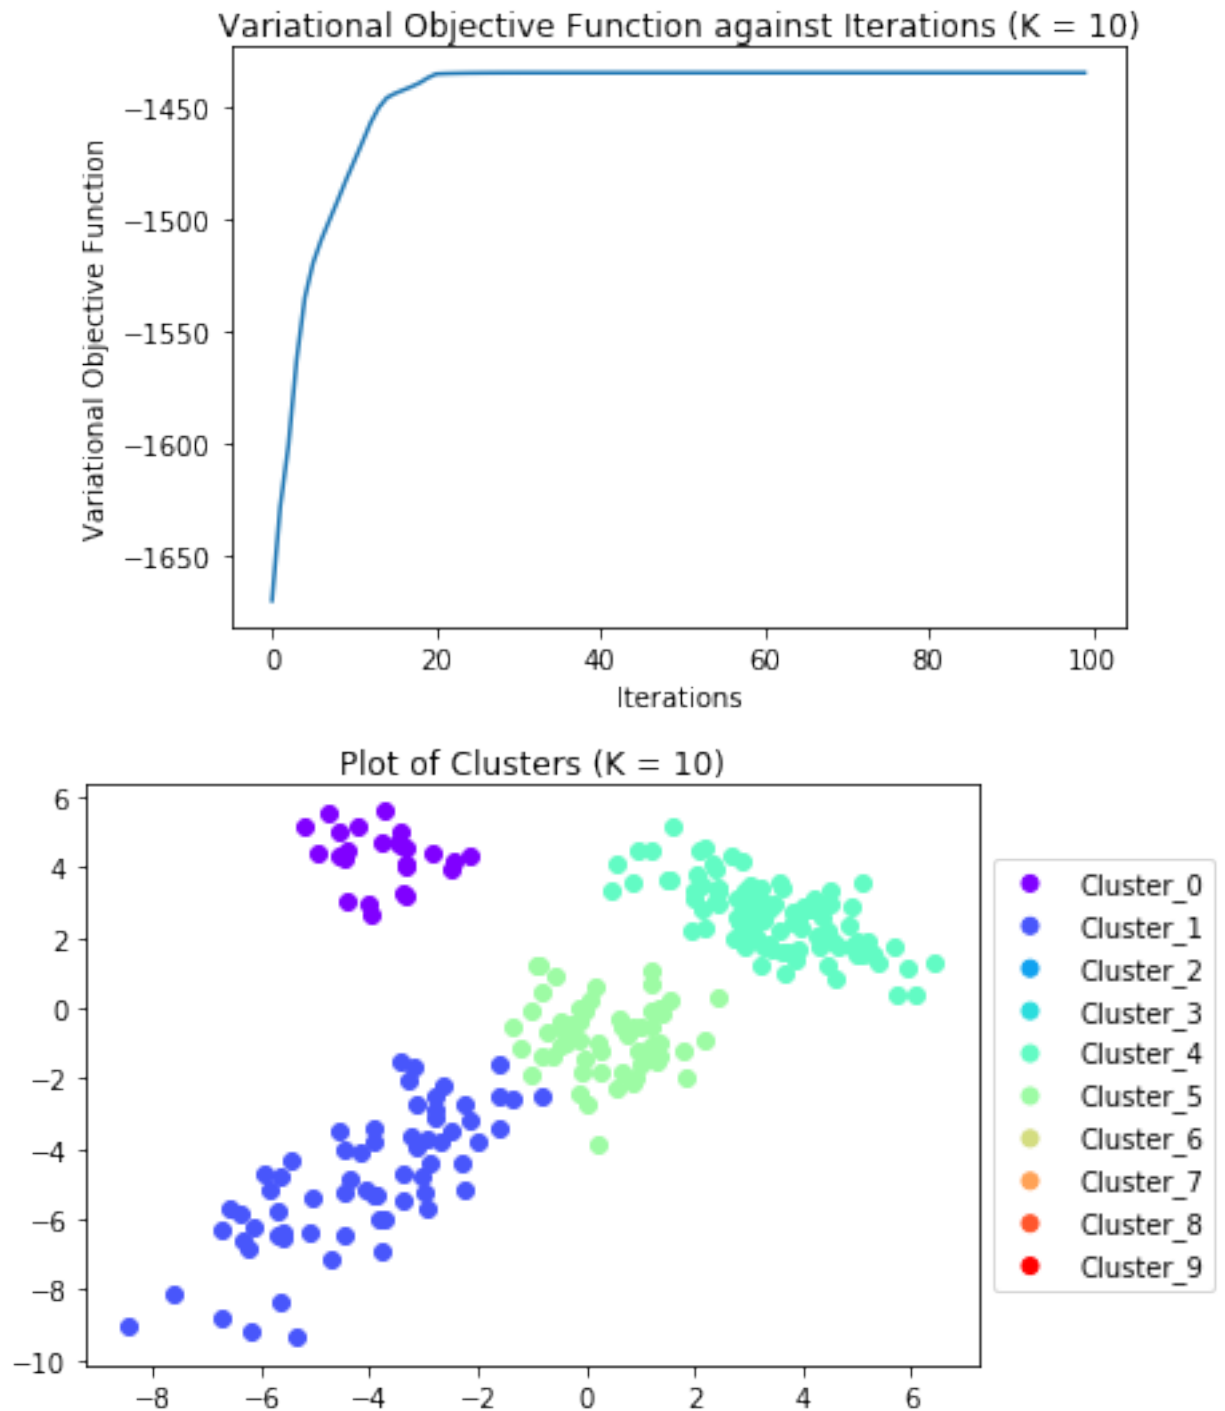 Variational Objective Function against Iterations (K = 10)
Variational Objective Function
−1450
−1500
−1550
−1600
−1650
0 20 40 60 80 100
Iterations
Plot of Clusters (K = 10)
6
4
2
0
−2
−4
−6
−8
−10
−8 −6 −4 −2 0 2 4 6
Cluster_0
Cluster_1
Cluster_2
Cluster_3
Cluster_4
Cluster_5
Cluster_6
Cluster_7
Cluster_8
Cluster_9